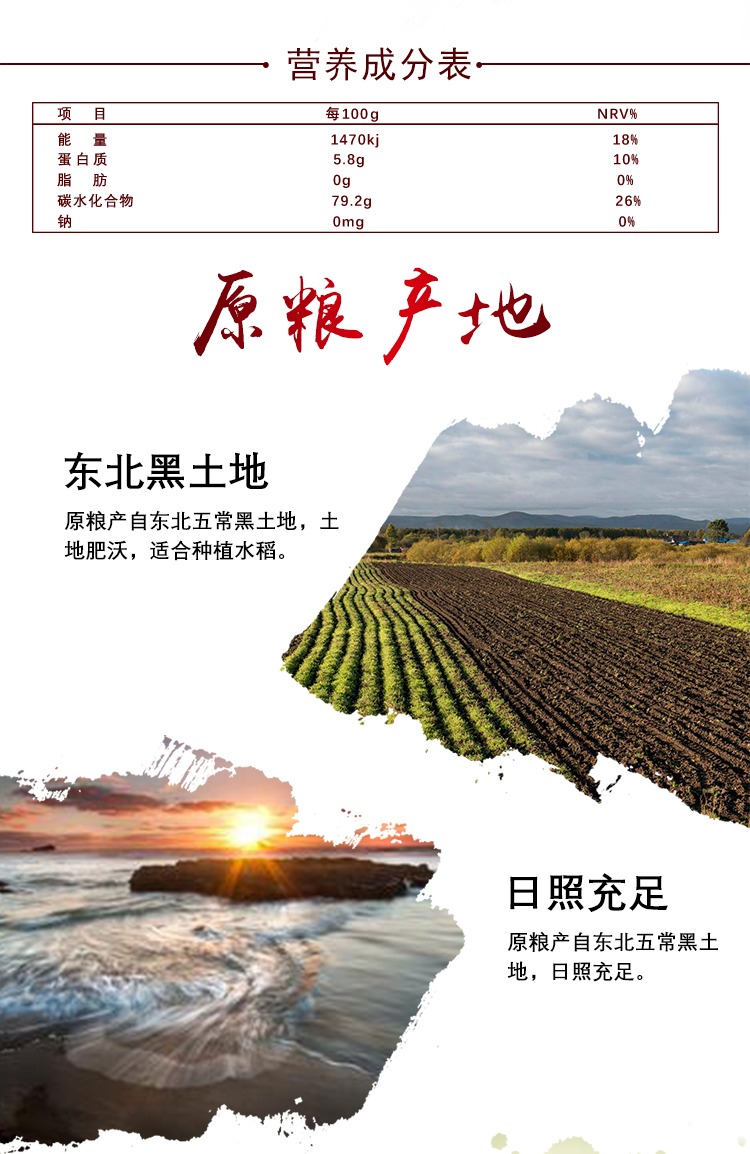 营养成分表
项 目 每100g NRV%
能 量 1470kj 18%
蛋白质 5.8g 10%
脂 肪 0g 0%
碳水化合物 79.2g 26%
钠 0mg 0%
原粮产地
东北黑土地
原粮产自东北五常黑土地，土
地肥沃，适合种植水稻。
日照充足
原粮产自东北五常黑土
地，日照充足。